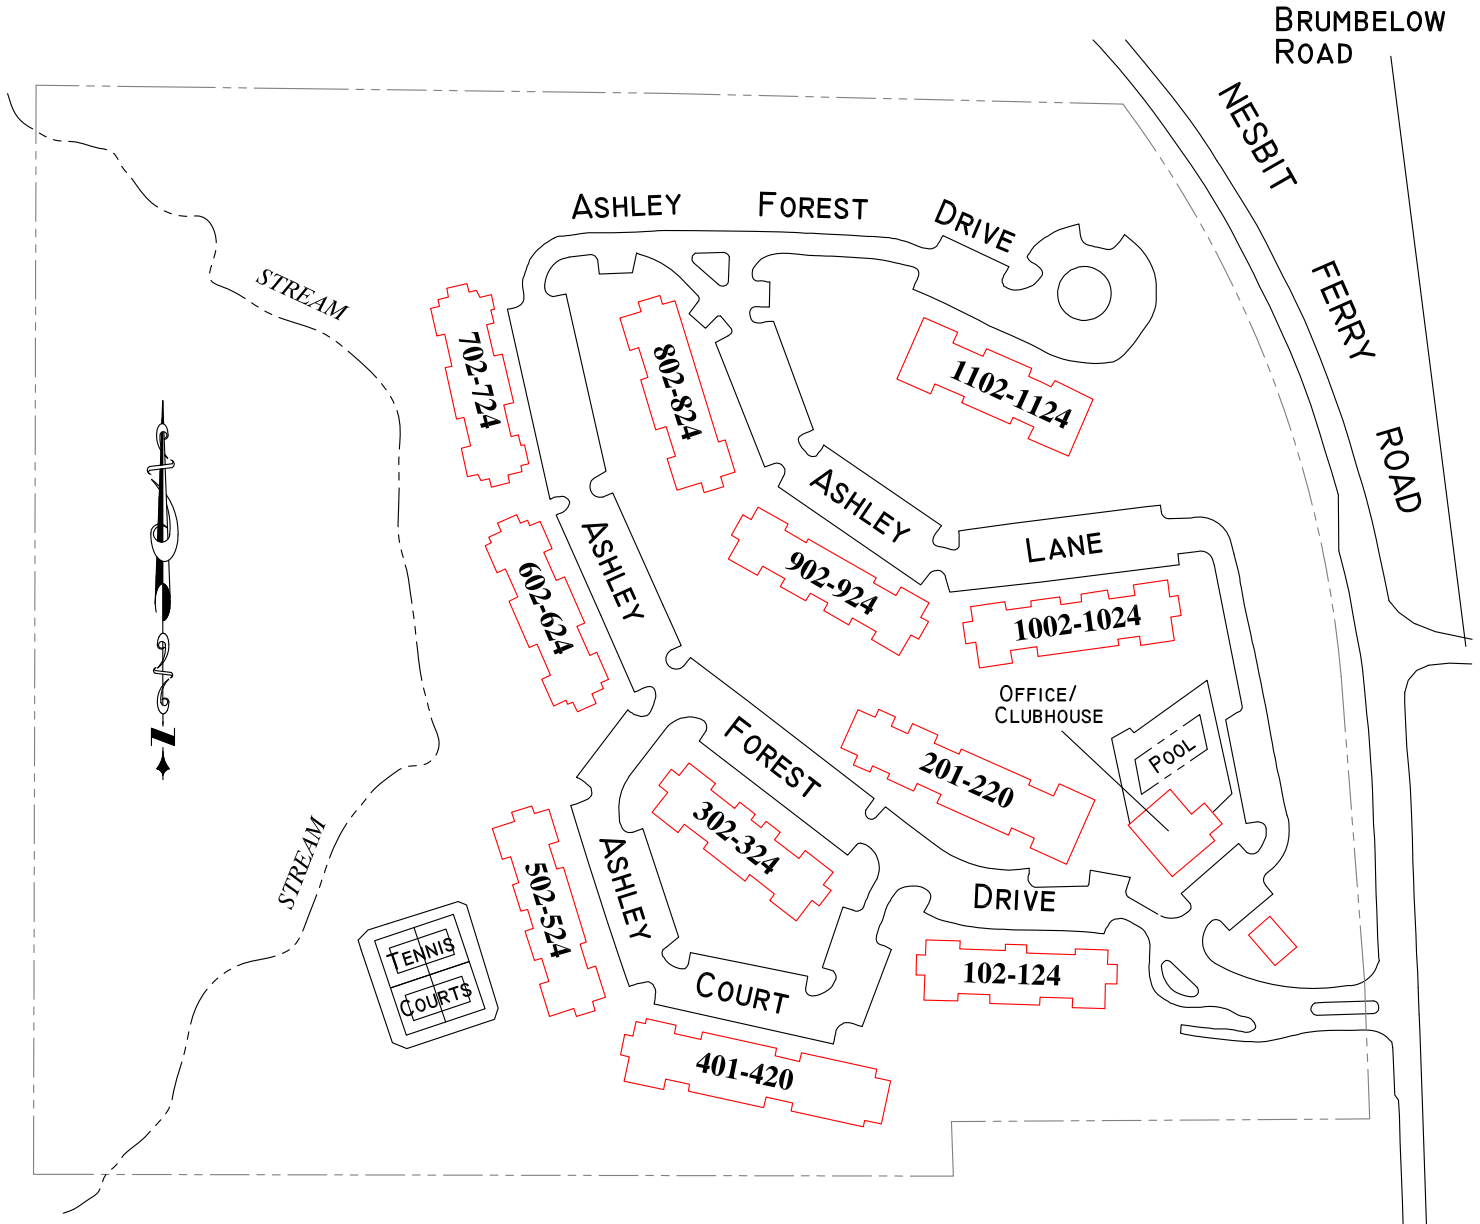 BRUMBELOW
ROAD
NESBIT
FERRY
ROAD
ASHLEY FOREST DRIVE
STREAM
702-724
802-824
1102-1124
ASHLEY
LANE
ASHLEY
602-624
902-924
1002-1024
OFFICE/
CLUBHOUSE
POOL
FOREST
201-220
302-324
STREAM
ASHLEY
502-524
DRIVE
TENNIS
COURTS
COURT
102-124
401-420